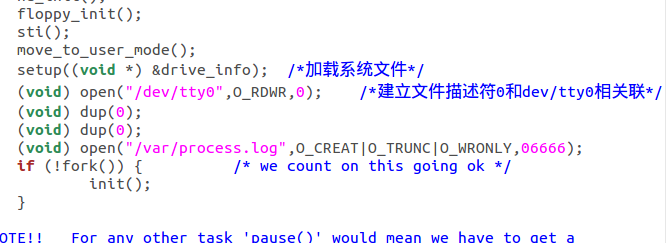 floppy_init();
sti();
move_to_user_mode();
setup((void *) &drive_info);  /*加载系统文件*/
(void) open("/dev/tty0",O_RDWR,0);    /*建立文件描述符0和dev/tty0相关联*/
(void) dup(0);
(void) dup(0);
(void) open("/var/process.log",O_CREAT|O_TRUNC|O_WRONLY,06666);
if (!fork()) {          /* we count on this going ok */
        init();
}
OTE!!   For any other task 'pause()' would mean we have to get a